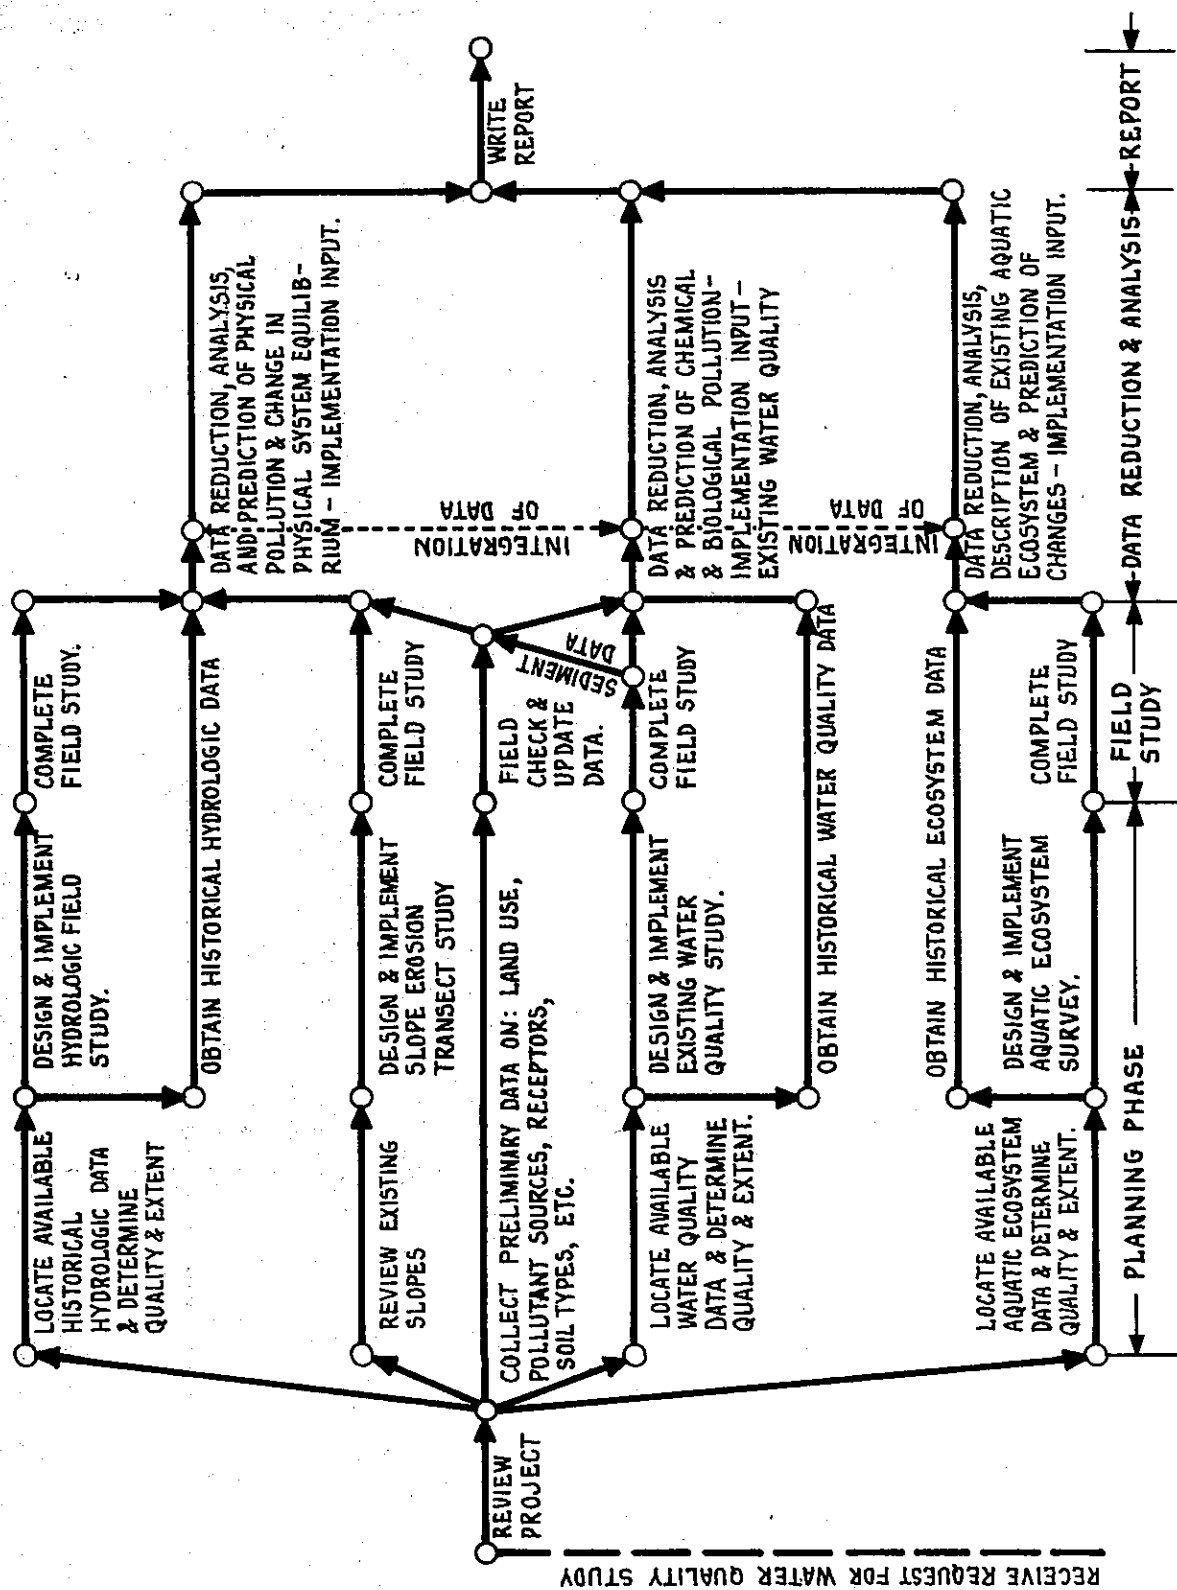 RECEIVE REQUEST FOR WATER QUALITY STUDY
REVIEW
PROJECT
LOCATE AVAILABLE
HISTORICAL
HYDROLOGIC DATA
& DETERMINE
QUALITY & EXTENT
DESIGN & IMPLEMENT
HYDROLOGIC FIELD
STUDY.
COMPLETE
FIELD STUDY.
OBTAIN HISTORICAL HYDROLOGIC DATA
DATA REDUCTION, ANALYSIS,
AND PREDICTION OF PHYSICAL
POLLUTION & CHANGE IN
PHYSICAL SYSTEM EQUILIB-
RIUM - IMPLEMENTATION INPUT.
REVIEW EXISTING
SLOPES
DESIGN & IMPLEMENT
SLOPE EROSION
TRANSECT STUDY
COMPLETE
FIELD STUDY
COLLECT PRELIMINARY DATA ON: LAND USE,
POLLUTANT SOURCES, RECEPTORS,
SOIL TYPES, ETC.
FIELD
CHECK &
UPDATE
DATA.
SEDIMENT
DATA
INTEGRATION
OF DATA
WRITE
REPORT
LOCATE AVAILABLE
WATER QUALITY
DATA & DETERMINE
QUALITY & EXTENT.
DESIGN & IMPLEMENT
EXISTING WATER
QUALITY STUDY.
COMPLETE
FIELD STUDY
DATA REDUCTION, ANALYSIS
& PREDICTION OF CHEMICAL
& BIOLOGICAL POLLUTION-
IMPLEMENTATION INPUT-
EXISTING WATER QUALITY
OBTAIN HISTORICAL WATER QUALITY DATA
INTEGRATION
OF DATA
OBTAIN HISTORICAL ECOSYSTEM DATA
DATA REDUCTION, ANALYSIS,
DESCRIPTION OF EXISTING AQUATIC
ECOSYSTEM & PREDICTION OF
CHANGES - IMPLEMENTATION INPUT.
LOCATE AVAILABLE
AQUATIC ECOSYSTEM
DATA & DETERMINE
QUALITY & EXTENT.
DESIGN & IMPLEMENT
AQUATIC ECOSYSTEM
SURVEY.
COMPLETE
FIELD STUDY
PLANNING PHASE
FIELD
STUDY
DATA REDUCTION & ANALYSIS
REPORT